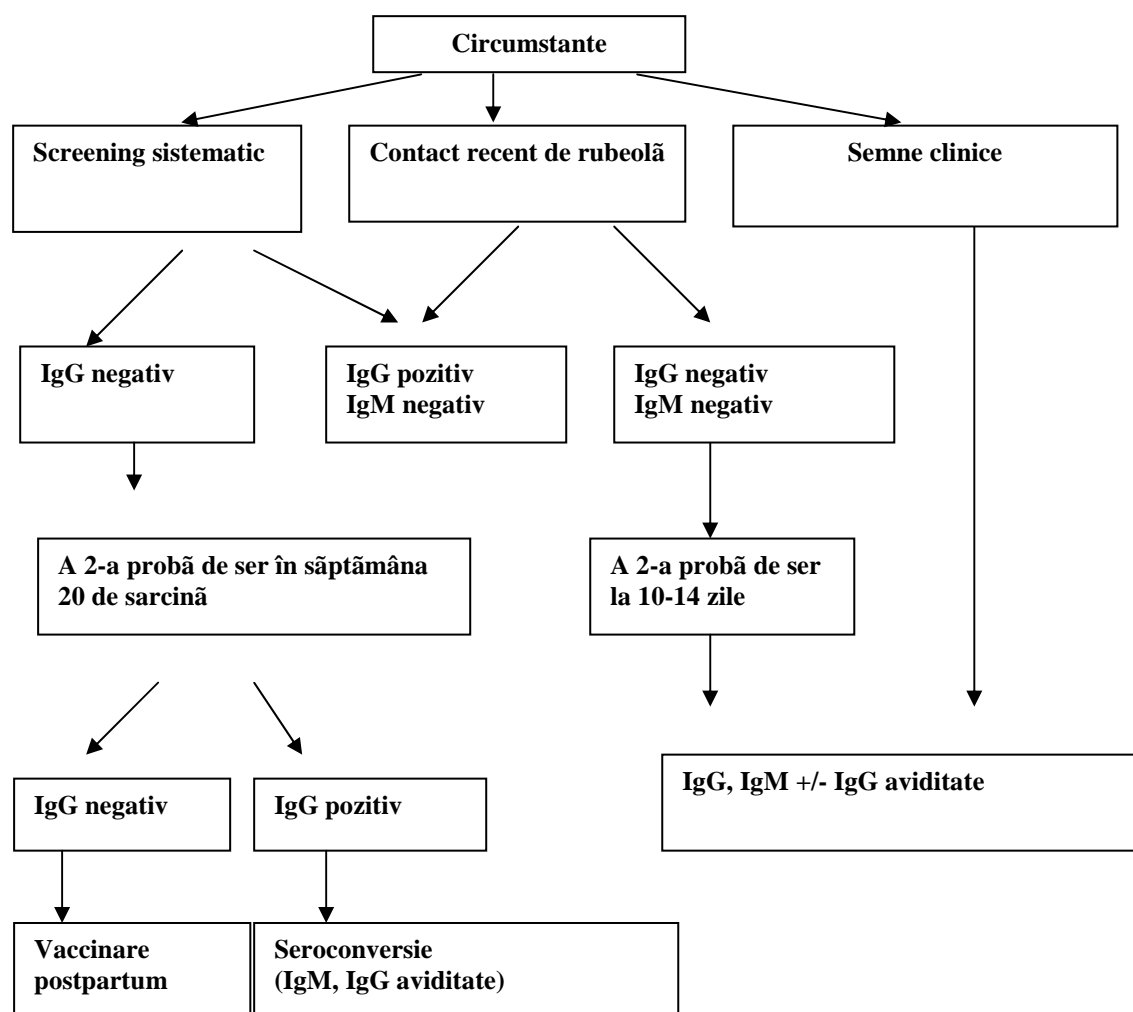 Circumstante
Screening sistematic
Contact recent de rubeolã
Semne clinice
IgG negativ
IgG pozitiv
IgM negativ
IgG negativ
IgM negativ
A 2-a probã de ser în sãptãmâna
20 de sarcinã
A 2-a probã de ser
la 10-14 zile
IgG negativ
IgG pozitiv
IgG, IgM +/- IgG aviditate
Vaccinare
postpartum
Seroconversie
(IgM, IgG aviditate)